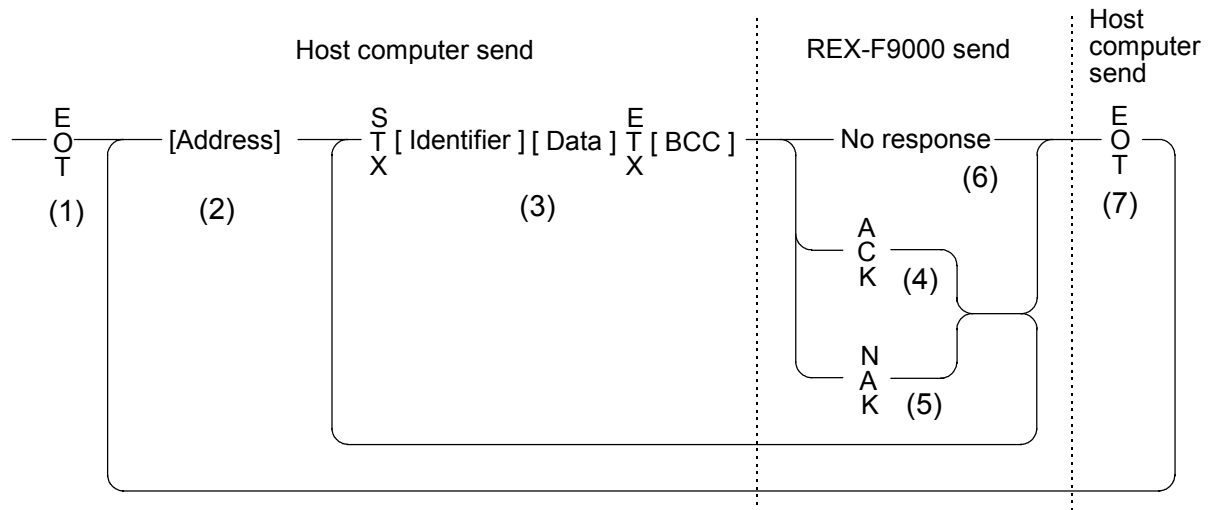 Host computer send
REX-F9000 send
Host
computer
send
EOT
[Address]
STX [ Identifier ] [ Data ] ETX [ BCC ]
No response
EOT
(1)
(2)
(3)
(6)
(7)
ACK
(4)
NAK
(5)